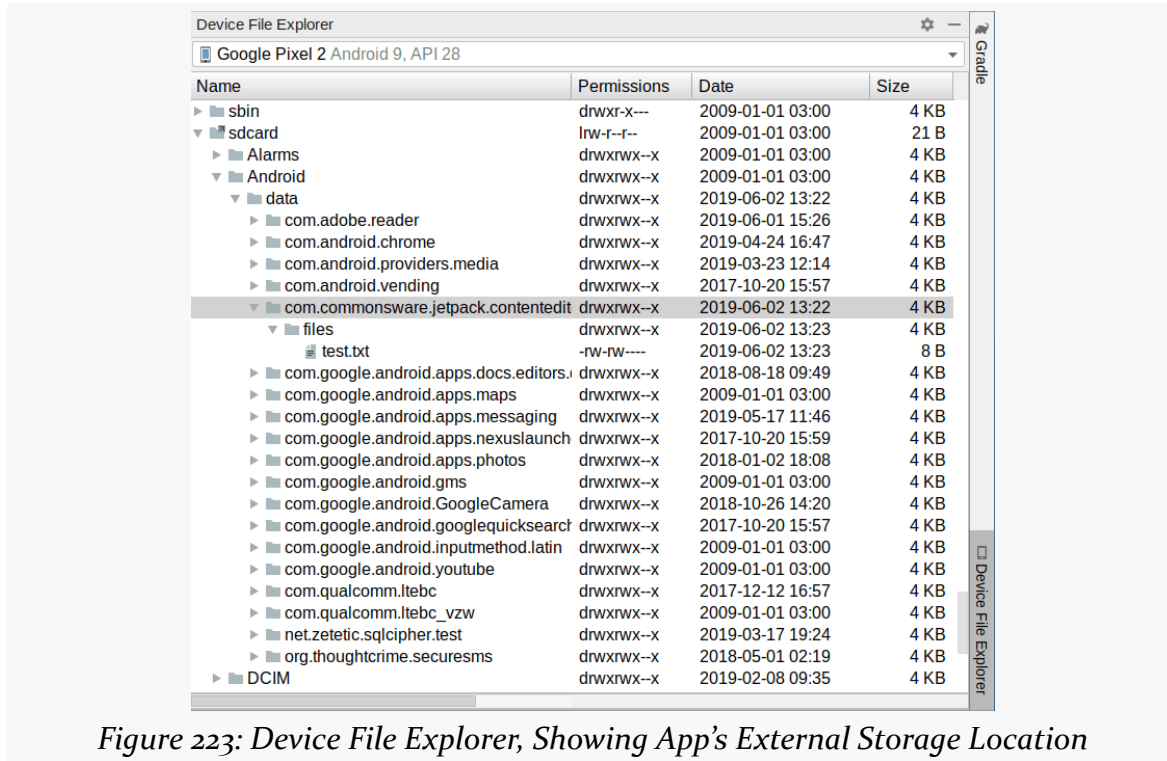 Device File Explorer
Google Pixel 2 Android 9, API 28
Name Permissions Date Size
sbin drwxr-x--- 2009-01-01 03:00 4 KB
sdcard lrw-r--r-- 2009-01-01 03:00 21 B
Alarms drwxrwx--x 2009-01-01 03:00 4 KB
Android drwxrwx--x 2009-01-01 03:00 4 KB
data drwxrwx--x 2019-06-02 13:22 4 KB
com.adobe.reader drwxrwx--x 2019-06-01 15:26 4 KB
com.android.chrome drwxrwx--x 2019-04-24 16:47 4 KB
com.android.providers.media drwxrwx--x 2019-03-23 12:14 4 KB
com.android.vending drwxrwx--x 2017-10-20 15:57 4 KB
com.commonsware.jetpack.contentedit drwxrwx--x 2019-06-02 13:22 4 KB
files drwxrwx--x 2019-06-02 13:23 4 KB
test.txt -rw-rw---- 2019-06-02 13:23 8 B
com.google.android.apps.docs.editors. drwxrwx--x 2018-08-18 09:49 4 KB
com.google.android.apps.maps drwxrwx--x 2009-01-01 03:00 4 KB
com.google.android.apps.messaging drwxrwx--x 2019-05-17 11:46 4 KB
com.google.android.apps.nexuslaunch drwxrwx--x 2017-10-20 15:59 4 KB
com.google.android.apps.photos drwxrwx--x 2018-01-02 18:08 4 KB
com.google.android.gms drwxrwx--x 2009-01-01 03:00 4 KB
com.google.android.GoogleCamera drwxrwx--x 2018-10-26 14:20 4 KB
com.google.android.googlequicksearch drwxrwx--x 2017-10-20 15:57 4 KB
com.google.android.inputmethod.latin drwxrwx--x 2009-01-01 03:00 4 KB
com.google.android.youtube drwxrwx--x 2009-01-01 03:00 4 KB
com.qualcomm.ltebc drwxrwx--x 2017-12-12 16:57 4 KB
com.qualcomm.ltebc_vzw drwxrwx--x 2009-01-01 03:00 4 KB
net.zetetic.sqlcipher.test drwxrwx--x 2019-03-17 19:24 4 KB
org.thoughtcrime.securesms drwxrwx--x 2018-05-01 02:19 4 KB
DCIM drwxrwx--x 2019-02-08 09:35 4 KB
Gradle
Device File Explorer
Figure 223: Device File Explorer, Showing App's External Storage Location